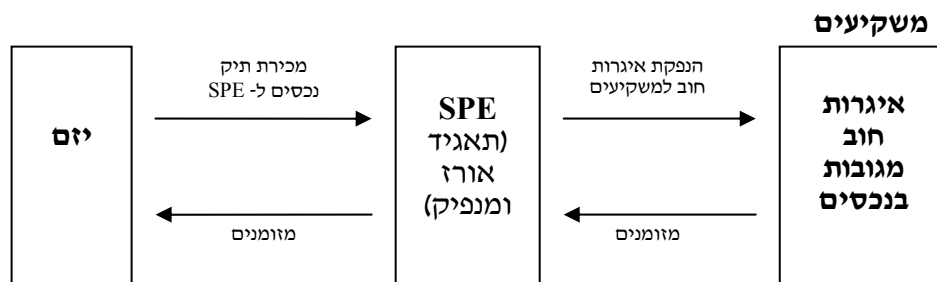 משקיעים
יזם
מכירת תיק
נכסים ל- SPE
מזומנים
SPE
(תאגיד
אורז
ומנפיק)
הנפקת איגרות
חוב למשקיעים
מזומנים
איגרות
חוב
מגובות
בנכסים